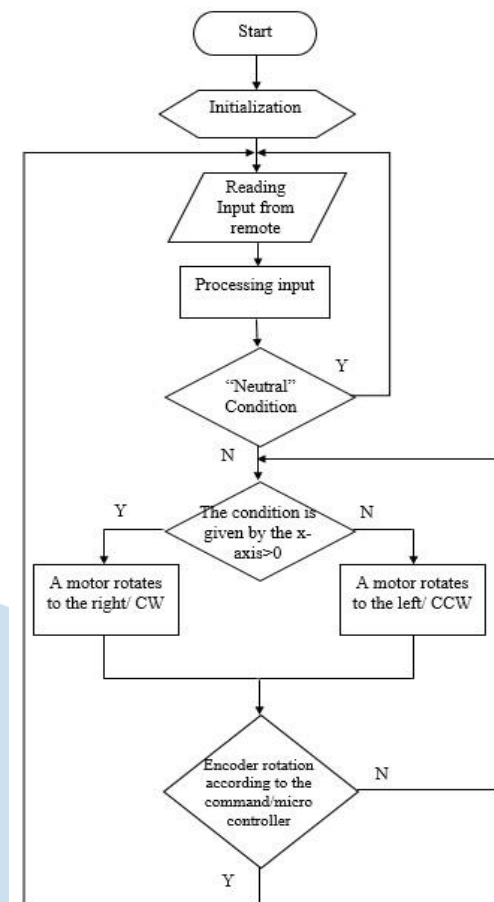 Start
Initialization
Reading
Input from
remote
Processing input
Y
“Neutral”
Condition
N
Y
The condition is
given by the x-
axis>0
N
A motor rotates
to the right/ CW
A motor rotates
to the left/ CCW
Encoder rotation
according to the
command/micro
controller
N
Y